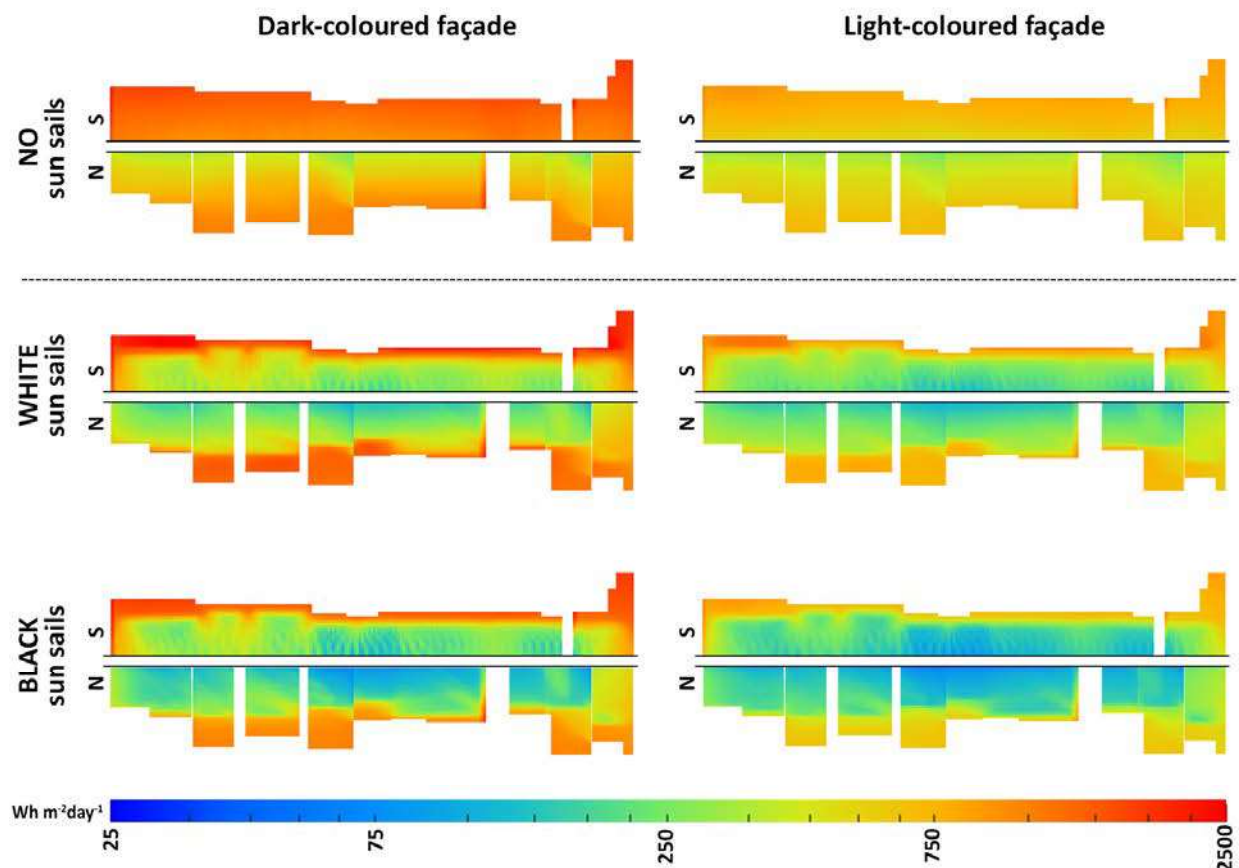 Dark-coloured façade
Light-coloured façade
NO
sun sails
S
N
S
N
WHITE
sun sails
S
N
S
N
BLACK
sun sails
S
N
S
N
Wh m⁻²day⁻¹
25
75
250
750
2500